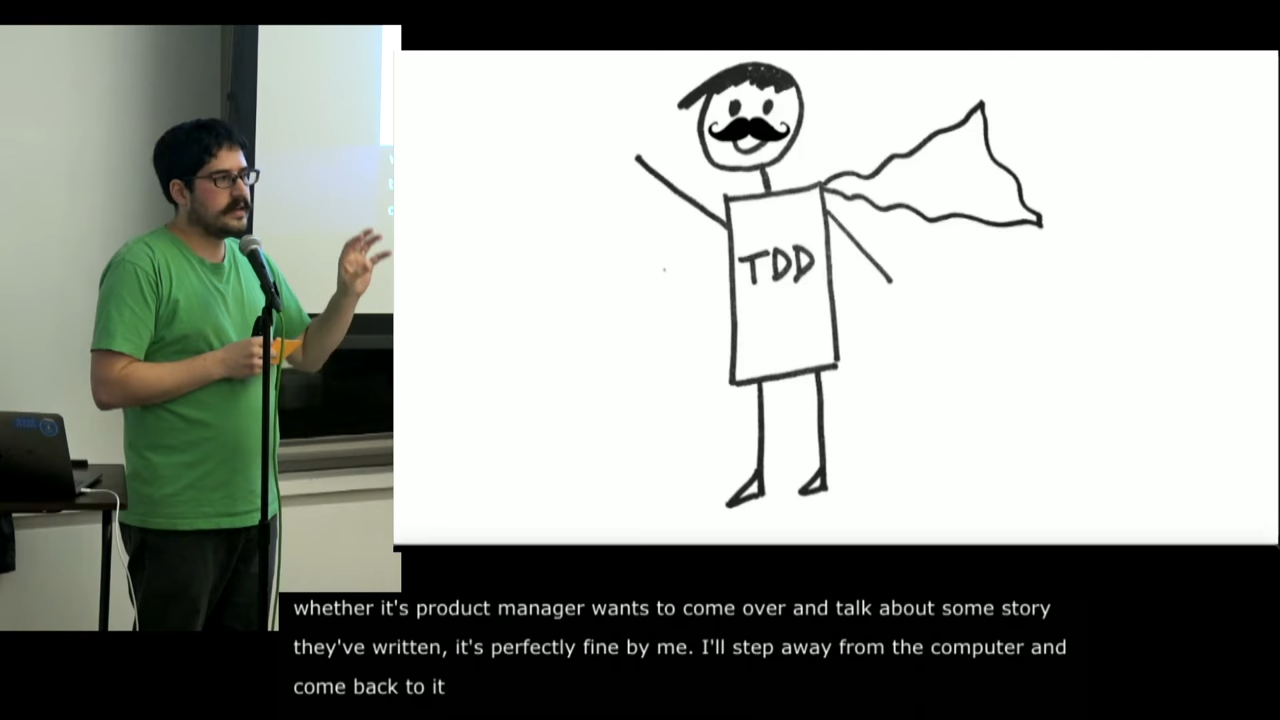 TDD
whether it's product manager wants to come over and talk about some story
they've written, it's perfectly fine by me. I'll step away from the computer and
come back to it